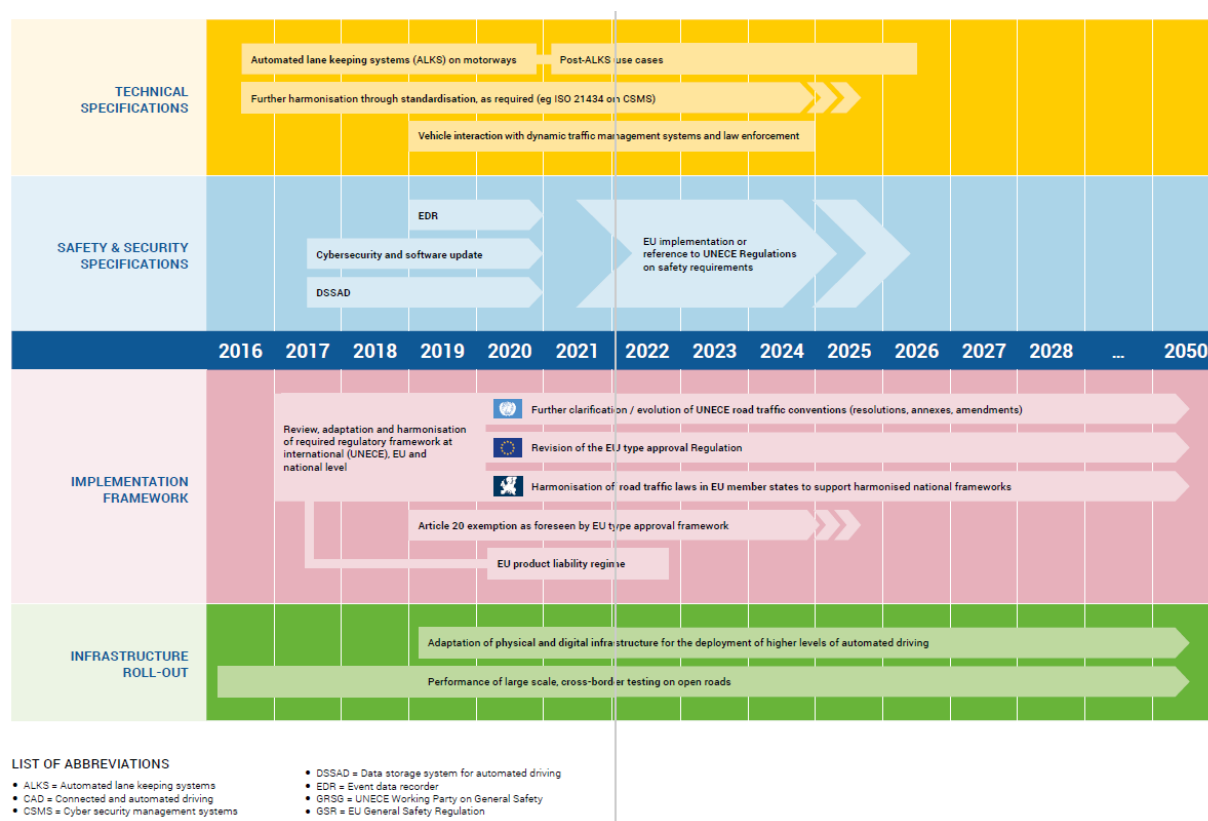 TECHNICAL
SPECIFICATIONS
Automated lane keeping systems (ALKS) on motorways
Post-ALKS use cases
Further harmonisation through standardisation, as required (eg ISO 21434 on CSMS)
Vehicle interaction with dynamic traffic management systems and law enforcement
SAFETY & SECURITY
SPECIFICATIONS
EDR
Cybersecurity and software update
DSSAD
EU implementation or
reference to UNECE Regulations
on safety requirements
2016 2017 2018 2019 2020 2021 2022 2023 2024 2025 2026 2027 2028 ... 2050
IMPLEMENTATION
FRAMEWORK
Review, adaptation and harmonisation
of required regulatory framework at
international (UNECE), EU and
national level
Further clarification / evolution of UNECE road traffic conventions (resolutions, annexes, amendments)
Revision of the EU type approval Regulation
Harmonisation of road traffic laws in EU member states to support harmonised national frameworks
Article 20 exemption as foreseen by EU type approval framework
EU product liability regime
INFRASTRUCTURE
ROLL-OUT
Adaptation of physical and digital infrastructure for the deployment of higher levels of automated driving
Performance of large scale, cross-border testing on open roads
LIST OF ABBREVIATIONS
• ALKS = Automated lane keeping systems
• CAD = Connected and automated driving
• CSMS = Cyber security management systems
• DSSAD = Data storage system for automated driving
• EDR = Event data recorder
• GRSG = UNECE Working Party on General Safety
• GSR = EU General Safety Regulation